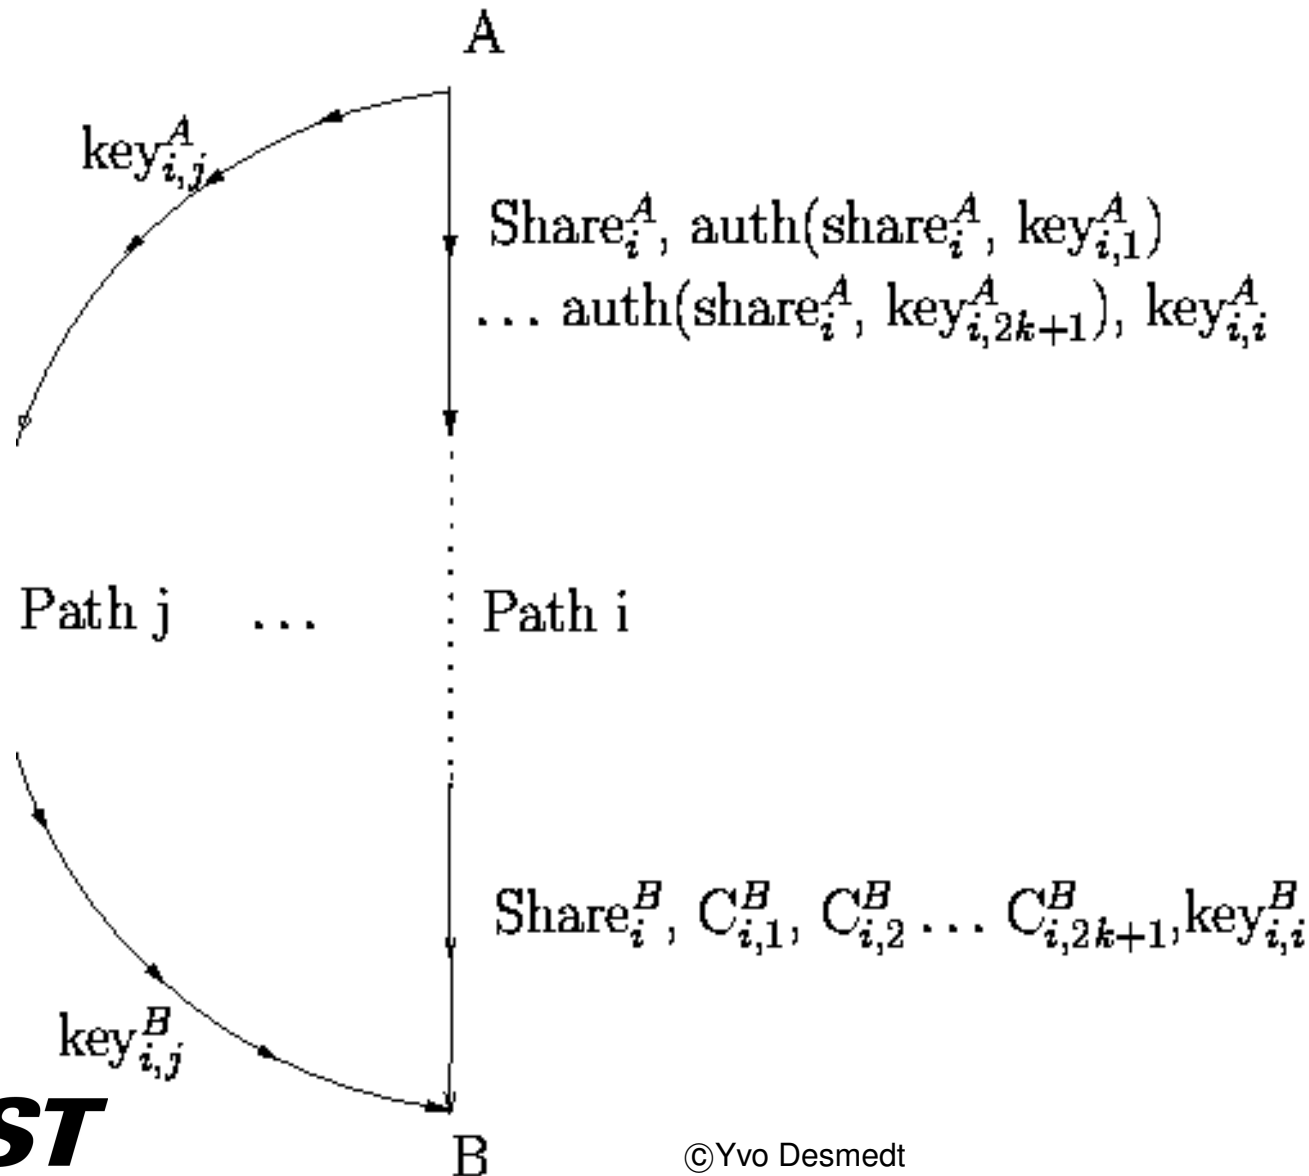 A
key^A_{i,j}
Share^A_i, auth(share^A_i, key^A_{i,1})
... auth(share^A_i, key^A_{i,2k+1}), key^A_{i,i}
Path j ... Path i
Share^B_i, C^B_{i,1}, C^B_{i,2} ... C^B_{i,2k+1},key^B_{i,i}
key^B_{i,j}
ST
B
©Yvo Desmedt